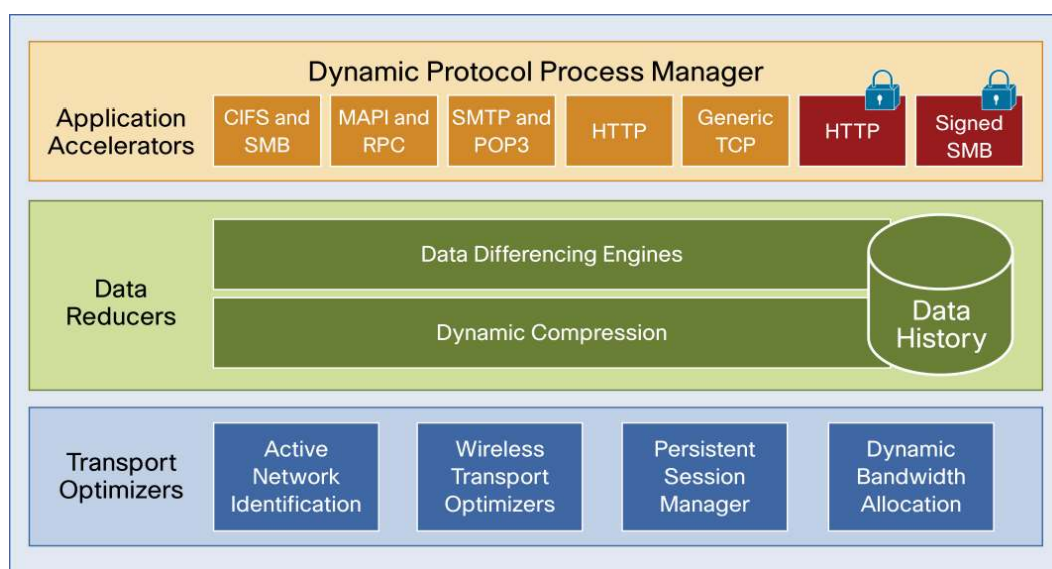 Dynamic Protocol Process Manager
Application
Accelerators
CIFS and
SMB
MAPI and
RPC
SMTP and
POP3
HTTP
Generic
TCP
HTTP
Signed
SMB
Data
Reducers
Data Differencing Engines
Dynamic Compression
Data
History
Transport
Optimizers
Active
Network
Identification
Wireless
Transport
Optimizers
Persistent
Session
Manager
Dynamic
Bandwidth
Allocation